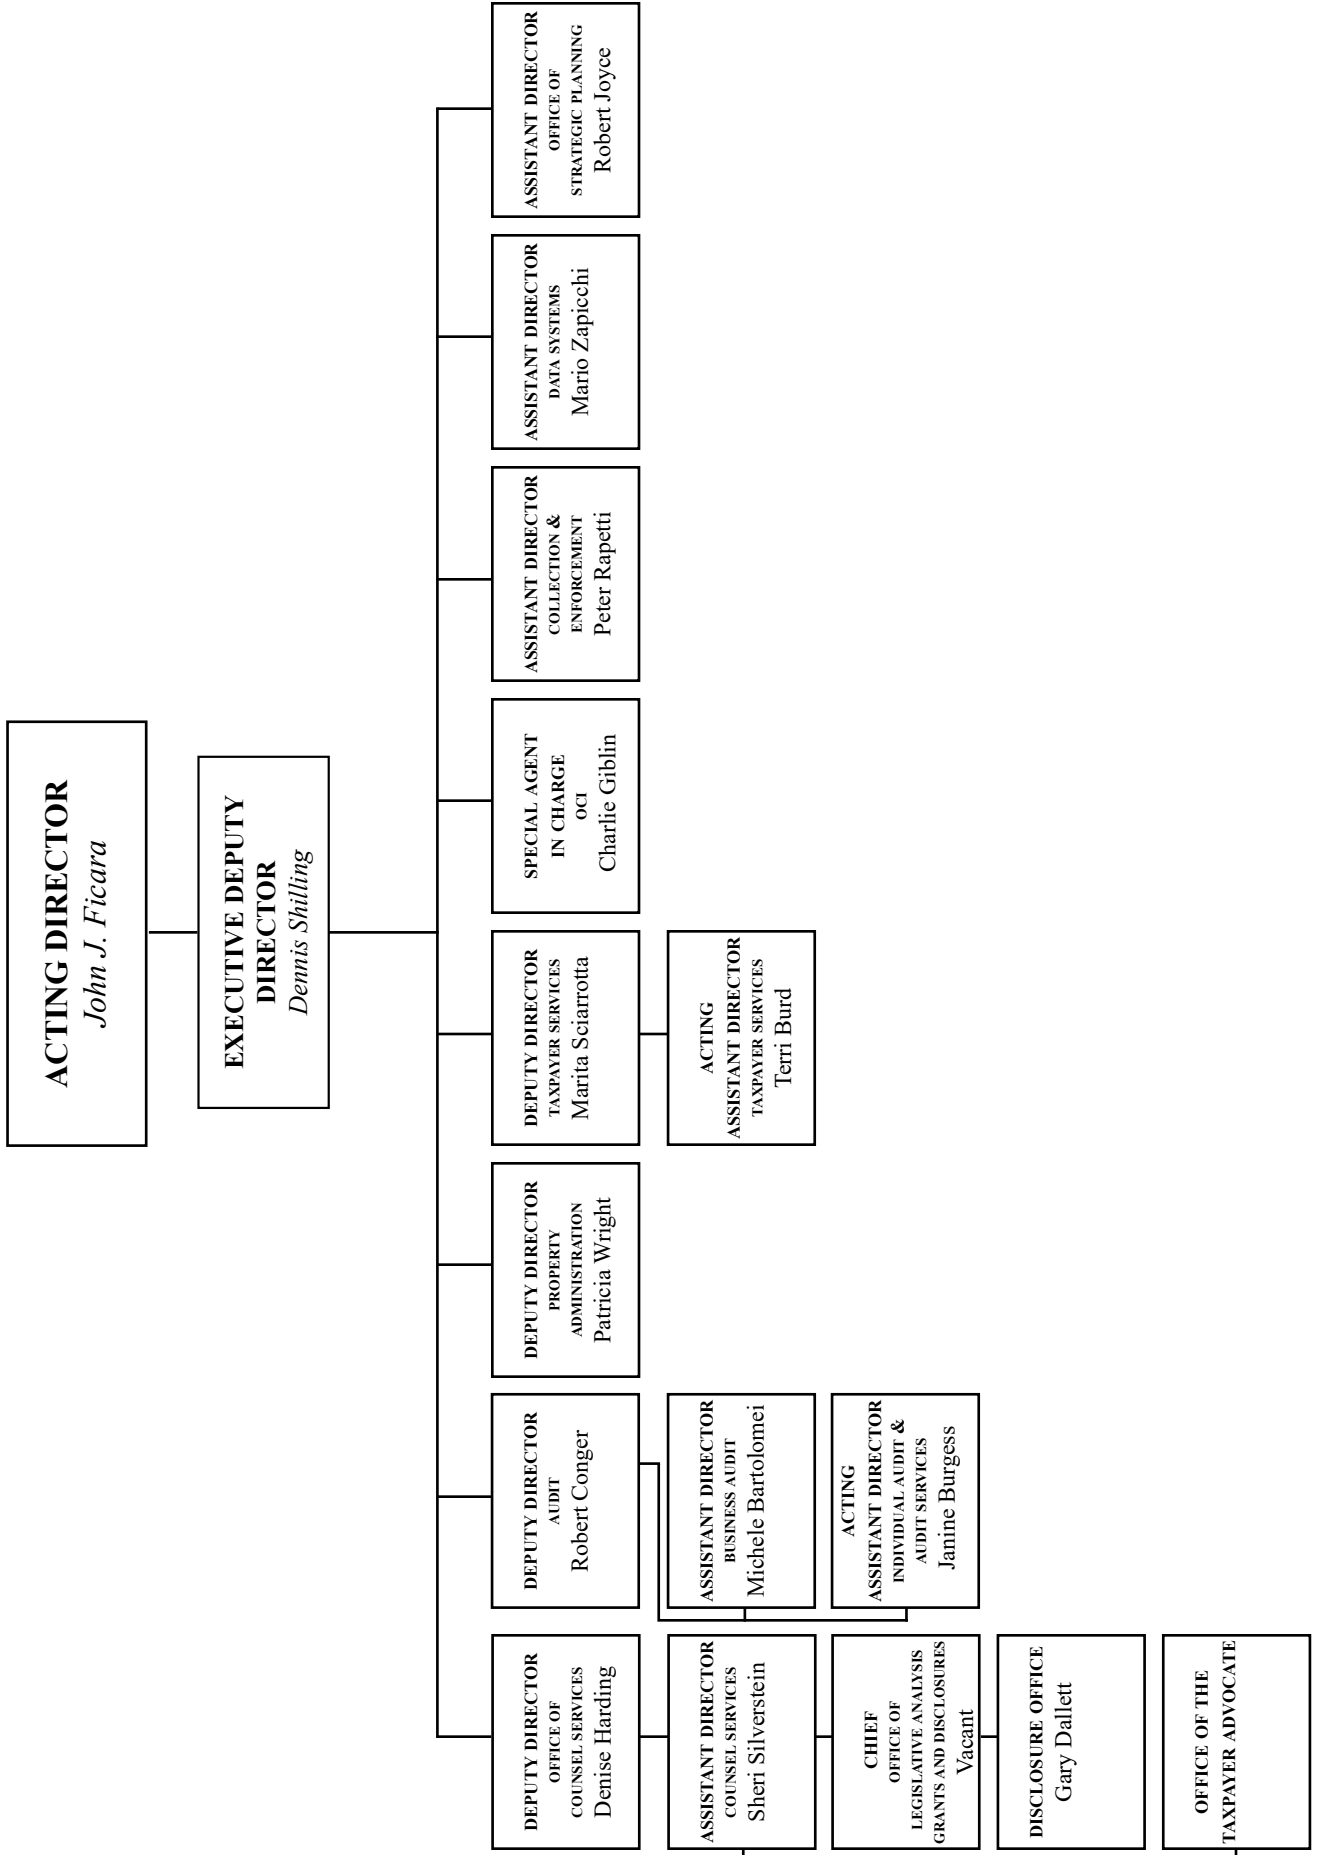 ACTING DIRECTOR
John J. Ficara
EXECUTIVE DEPUTY
DIRECTOR
Dennis Shilling
DEPUTY DIRECTOR
OFFICE OF
COUNSEL SERVICES
Denise Harding
DEPUTY DIRECTOR
AUDIT
Robert Conger
DEPUTY DIRECTOR
PROPERTY
ADMINISTRATION
Patricia Wright
DEPUTY DIRECTOR
TAXPAYER SERVICES
Marita Sciarrotta
SPECIAL AGENT
IN CHARGE
OCI
Charlie Giblin
ASSISTANT DIRECTOR
COLLECTION &
ENFORCEMENT
Peter Rapetti
ASSISTANT DIRECTOR
DATA SYSTEMS
Mario Zapicchi
ASSISTANT DIRECTOR
OFFICE OF
STRATEGIC PLANNING
Robert Joyce
ASSISTANT DIRECTOR
COUNSEL SERVICES
Sheri Silverstein
ASSISTANT DIRECTOR
BUSINESS AUDIT
Michele Bartolomei
ACTING
ASSISTANT DIRECTOR
TAXPAYER SERVICES
Terri Burd
CHIEF
OFFICE OF
LEGISLATIVE ANALYSIS
GRANTS AND DISCLOSURES
Vacant
ACTING
ASSISTANT DIRECTOR
INDIVIDUAL AUDIT &
AUDIT SERVICES
Janine Burgess
DISCLOSURE OFFICE
Gary Dallett
OFFICE OF THE
TAXPAYER ADVOCATE